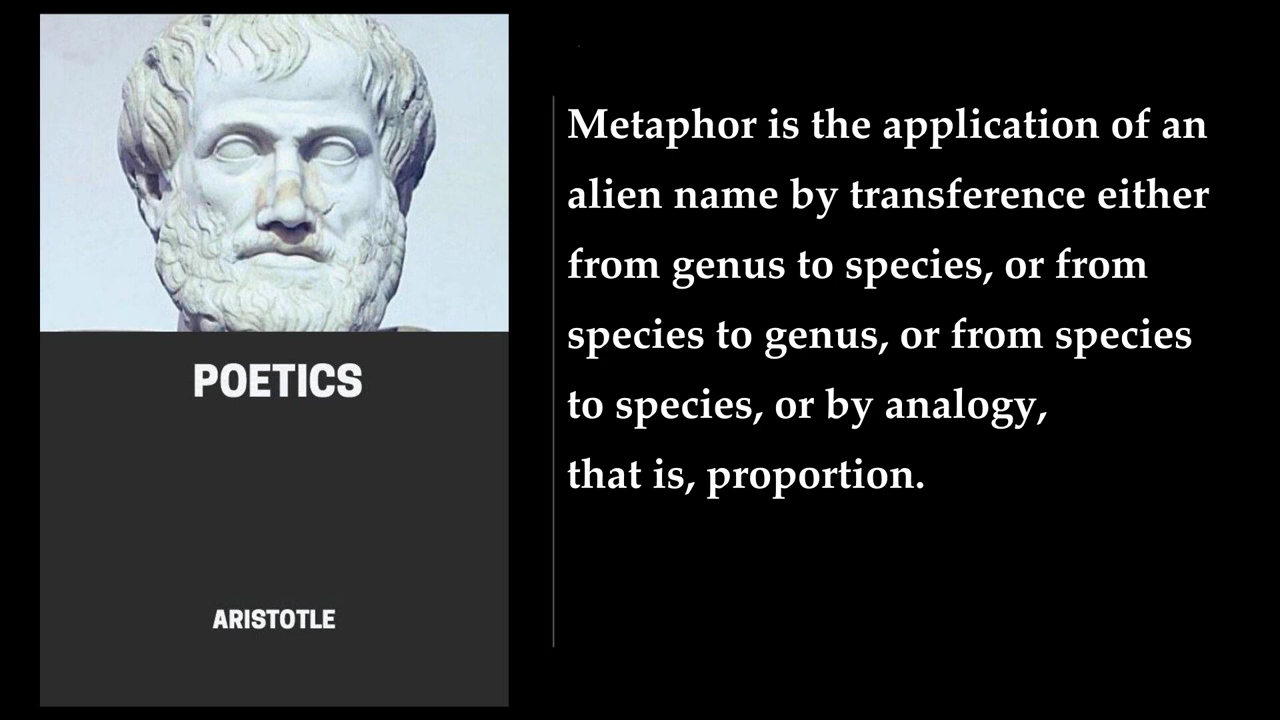 POETICS
ARISTOTLE
Metaphor is the application of an
alien name by transference either
from genus to species, or from
species to genus, or from species
to species, or by analogy,
that is, proportion.